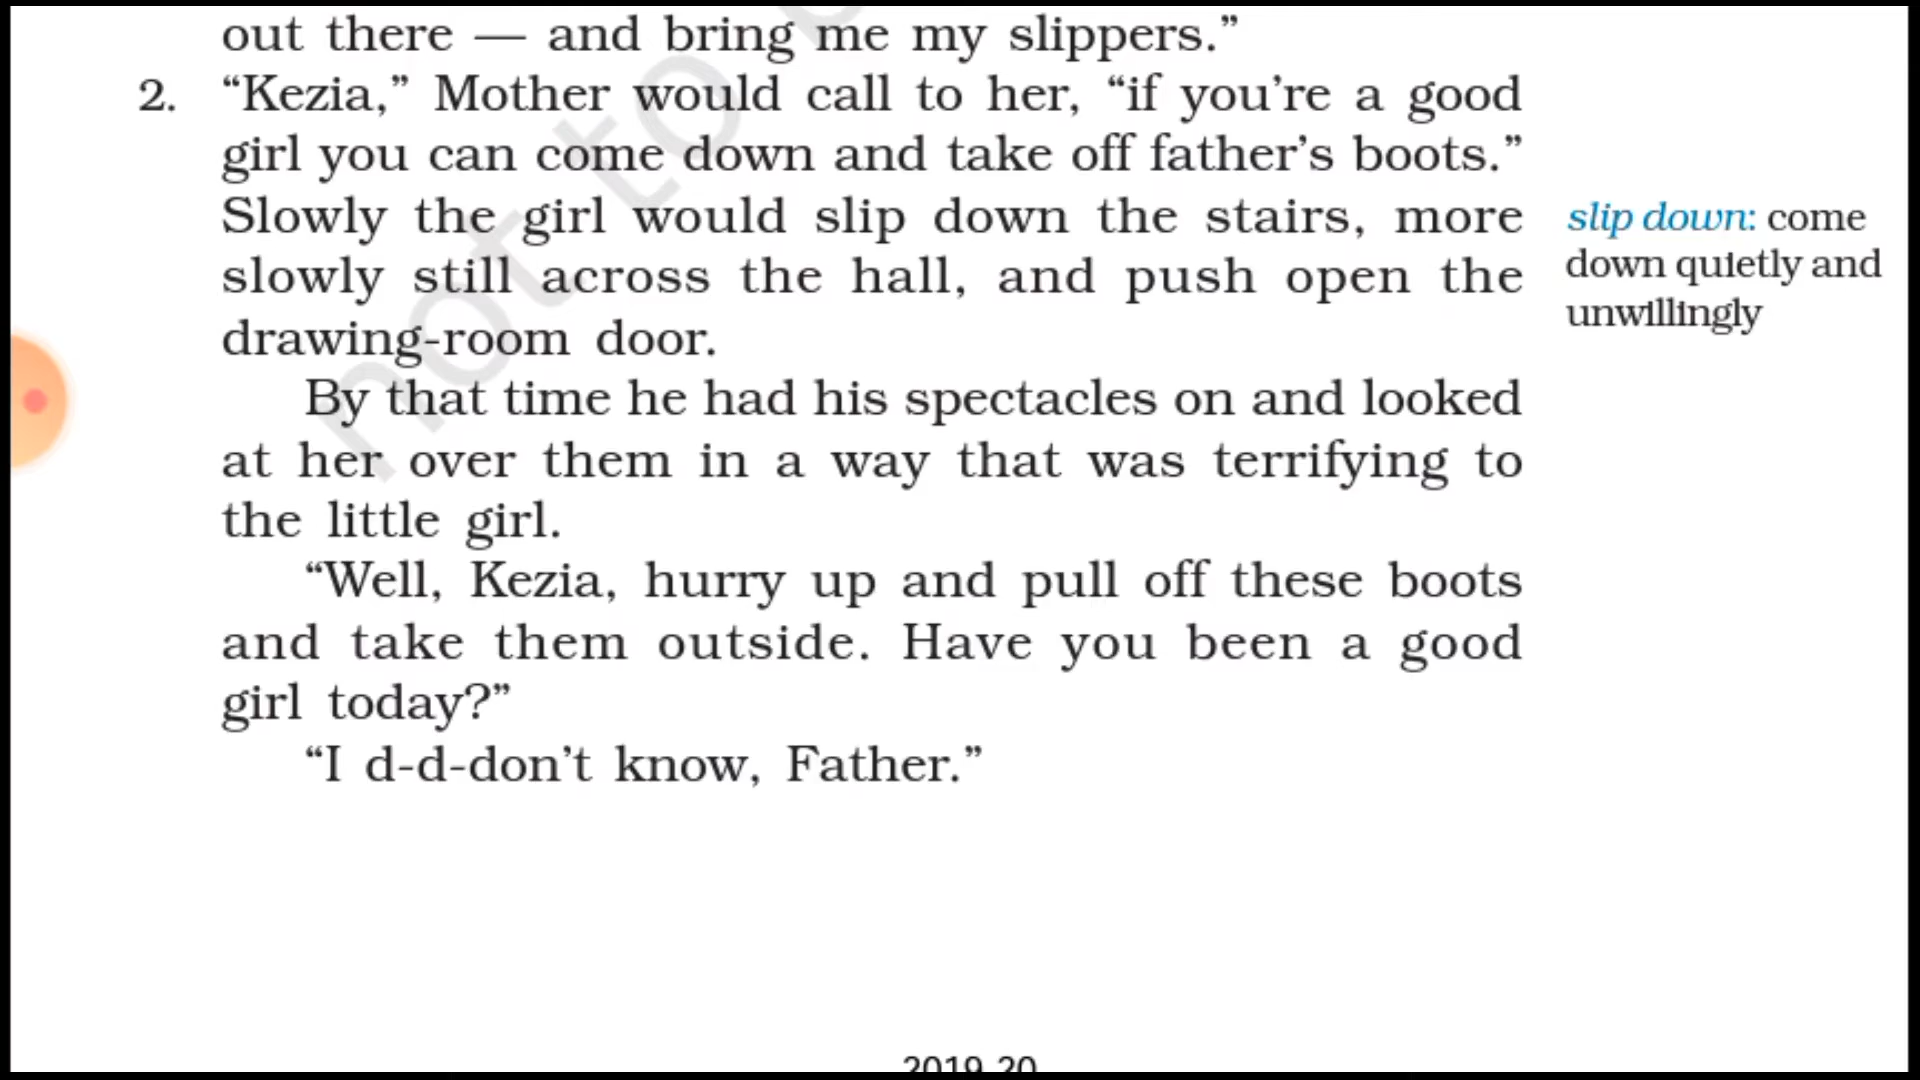 out there — and bring me my slippers.”
2. “Kezia,” Mother would call to her, “if you’re a good
girl you can come down and take off father’s boots.”
Slowly the girl would slip down the stairs, more
slowly still across the hall, and push open the
drawing-room door.
slip down: come
down quietly and
unwillingly
By that time he had his spectacles on and looked
at her over them in a way that was terrifying to
the little girl.
“Well, Kezia, hurry up and pull off these boots
and take them outside. Have you been a good
girl today?”
“I d-d-don’t know, Father.”
not to
2019-20